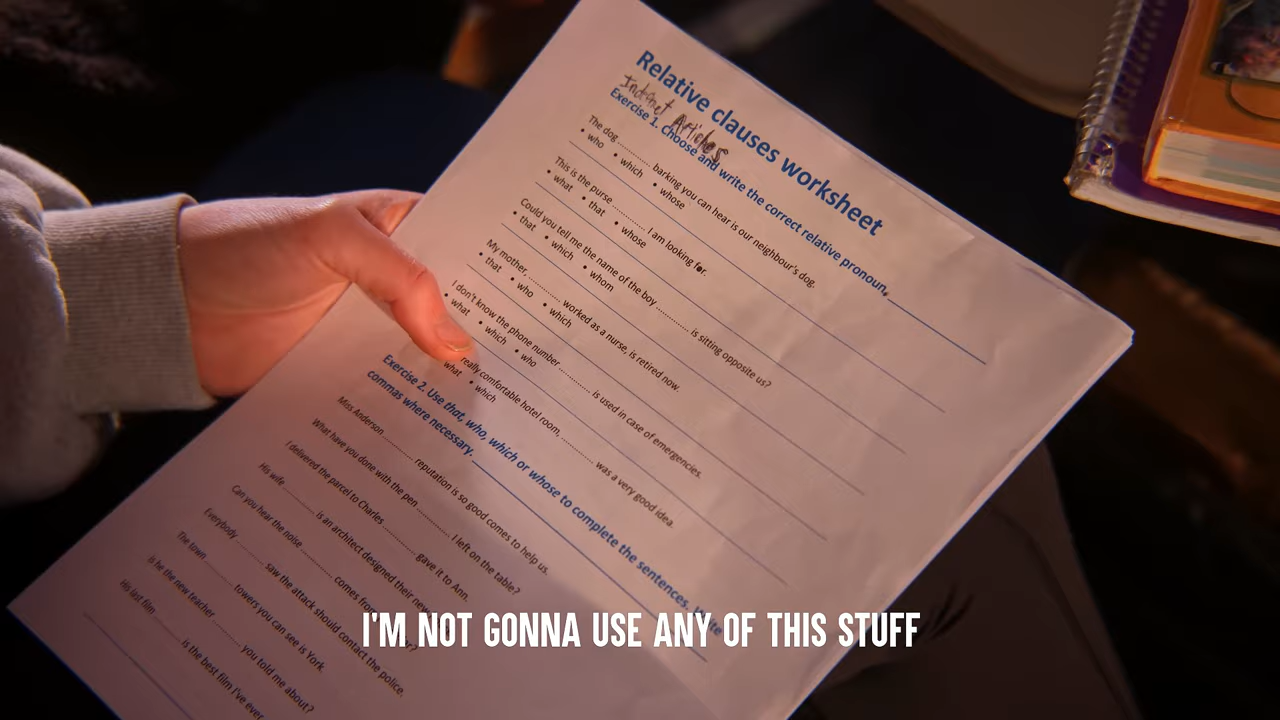 Relative clauses worksheet
Articles
Exercise 1. Choose and write the correct relative pronoun.
The dog .......... barking you can hear is our neighbour's dog.
• who • which • whose
This is the purse .......... I am looking for.
• what • that • whose
Could you tell me the name of the boy .......... is sitting opposite us?
• that • which • whom
My mother, .......... worked as a nurse, is retired now.
• that • who • which
I don't know the phone number .......... is used in case of emergencies.
• what • which • who
really comfortable hotel room, .......... was a very good idea.
what • which
Exercise 2. Use that, who, which or whose to complete the sentences.
commas where necessary.
Miss Anderson .......... reputation is so good comes to help us.
What have you done with the pen .......... I left on the table?
I delivered the parcel to Charles .......... gave it to Ann.
His wife .......... is an architect designed their new
Can you hear the noise .......... comes from
Everybody .......... saw the attack should contact the police.
The town .......... towers you can see is York.
Is he the new teacher .......... you told me about?
His last film .......... is the best film I've ever
I'M NOT GONNA USE ANY OF THIS STUFF